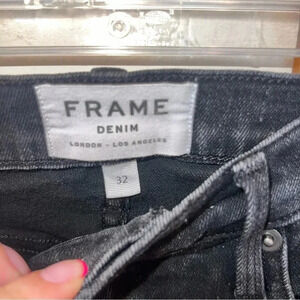 FRAME
DENIM
LONDON - LOS ANGELES
32